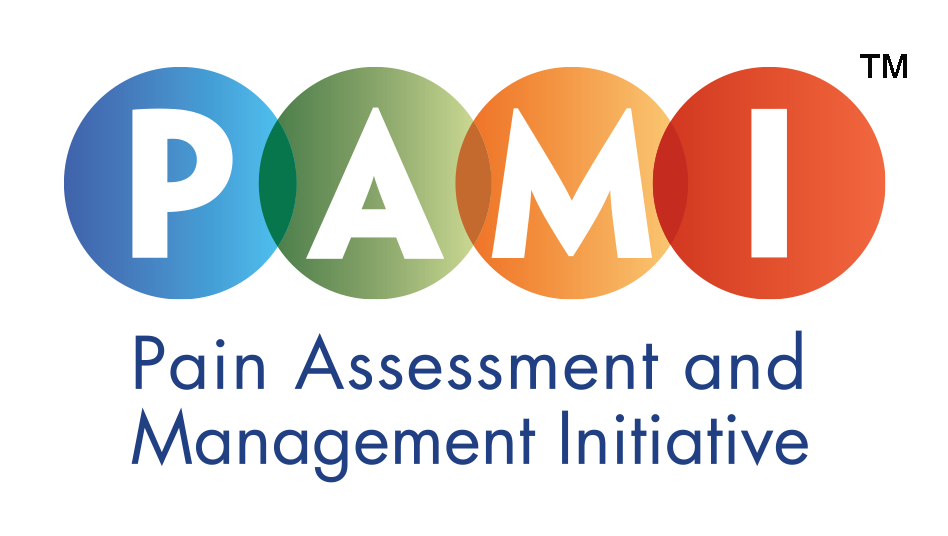 PAMI TM
Pain Assessment and
Management Initiative